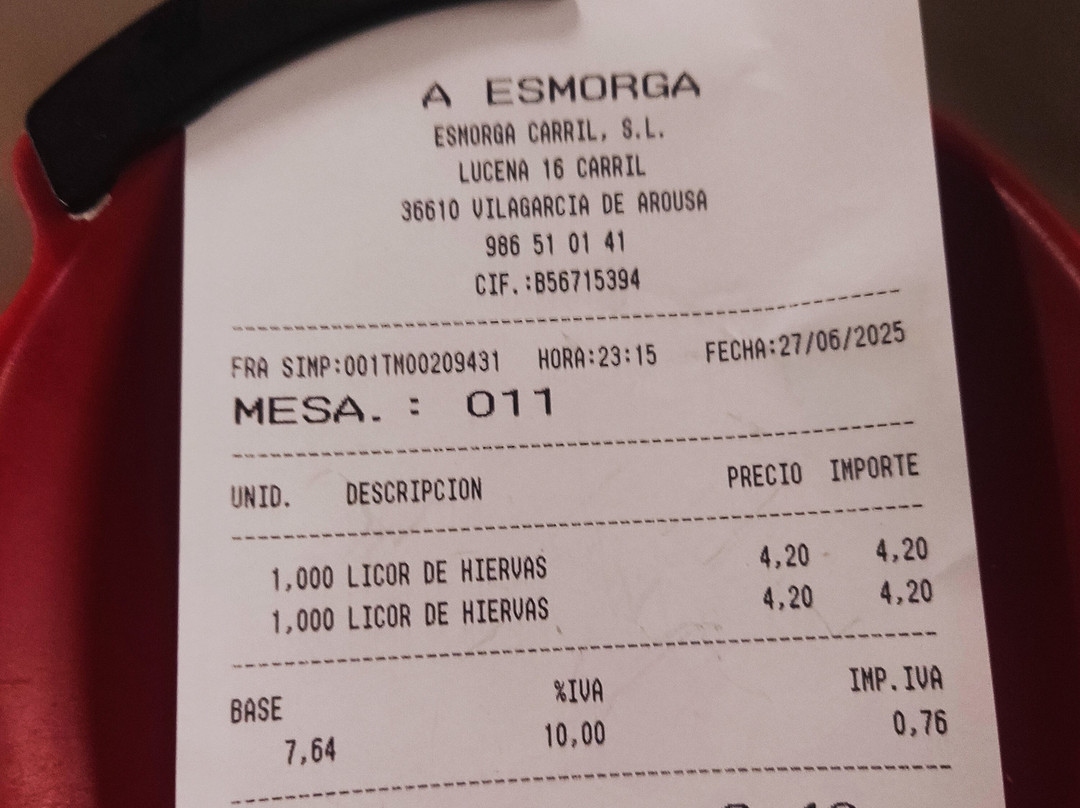 A ESMORGA
ESMORGA CARRIL, S.L.
LUCENA 16 CARRIL
36610 VILAGARCIA DE AROUSA
986 51 01 41
CIF.:B56715394
FRA SIMP:001TM00209431 HORA:23:15 FECHA:27/06/2025
MESA. : 011
UNID. DESCRIPCION PRECIO IMPORTE
1,000 LICOR DE HIERVAS 4,20 4,20
1,000 LICOR DE HIERVAS 4,20 4,20
BASE %IVA IMP.IVA
7,64 10,00 0,76